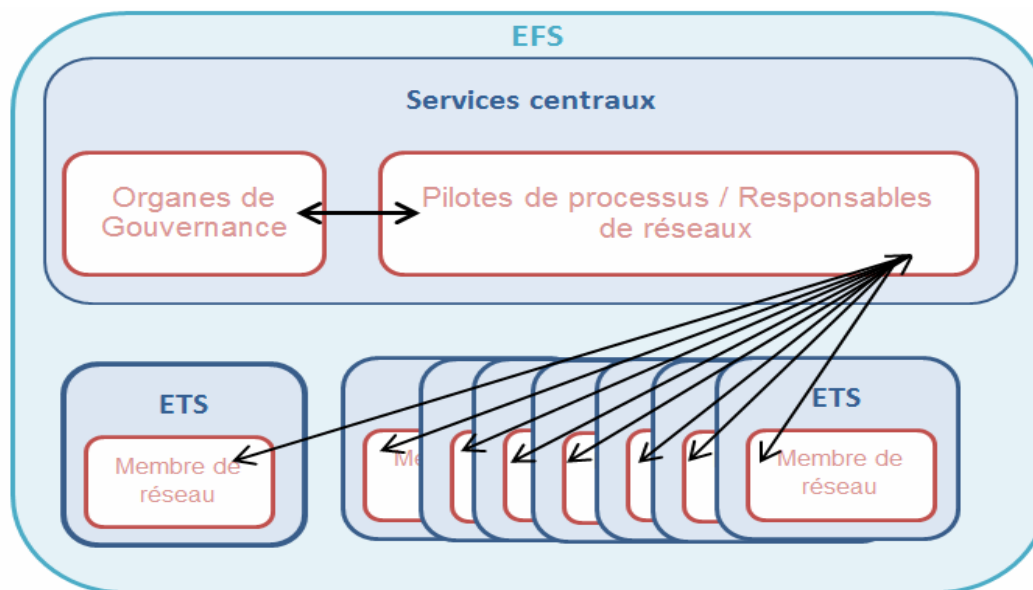 EFS
Services centraux
Organes de
Gouvernance
Pilotes de processus / Responsables
de réseaux
ETS
Membre de
réseau
ETS
Membre de
réseau